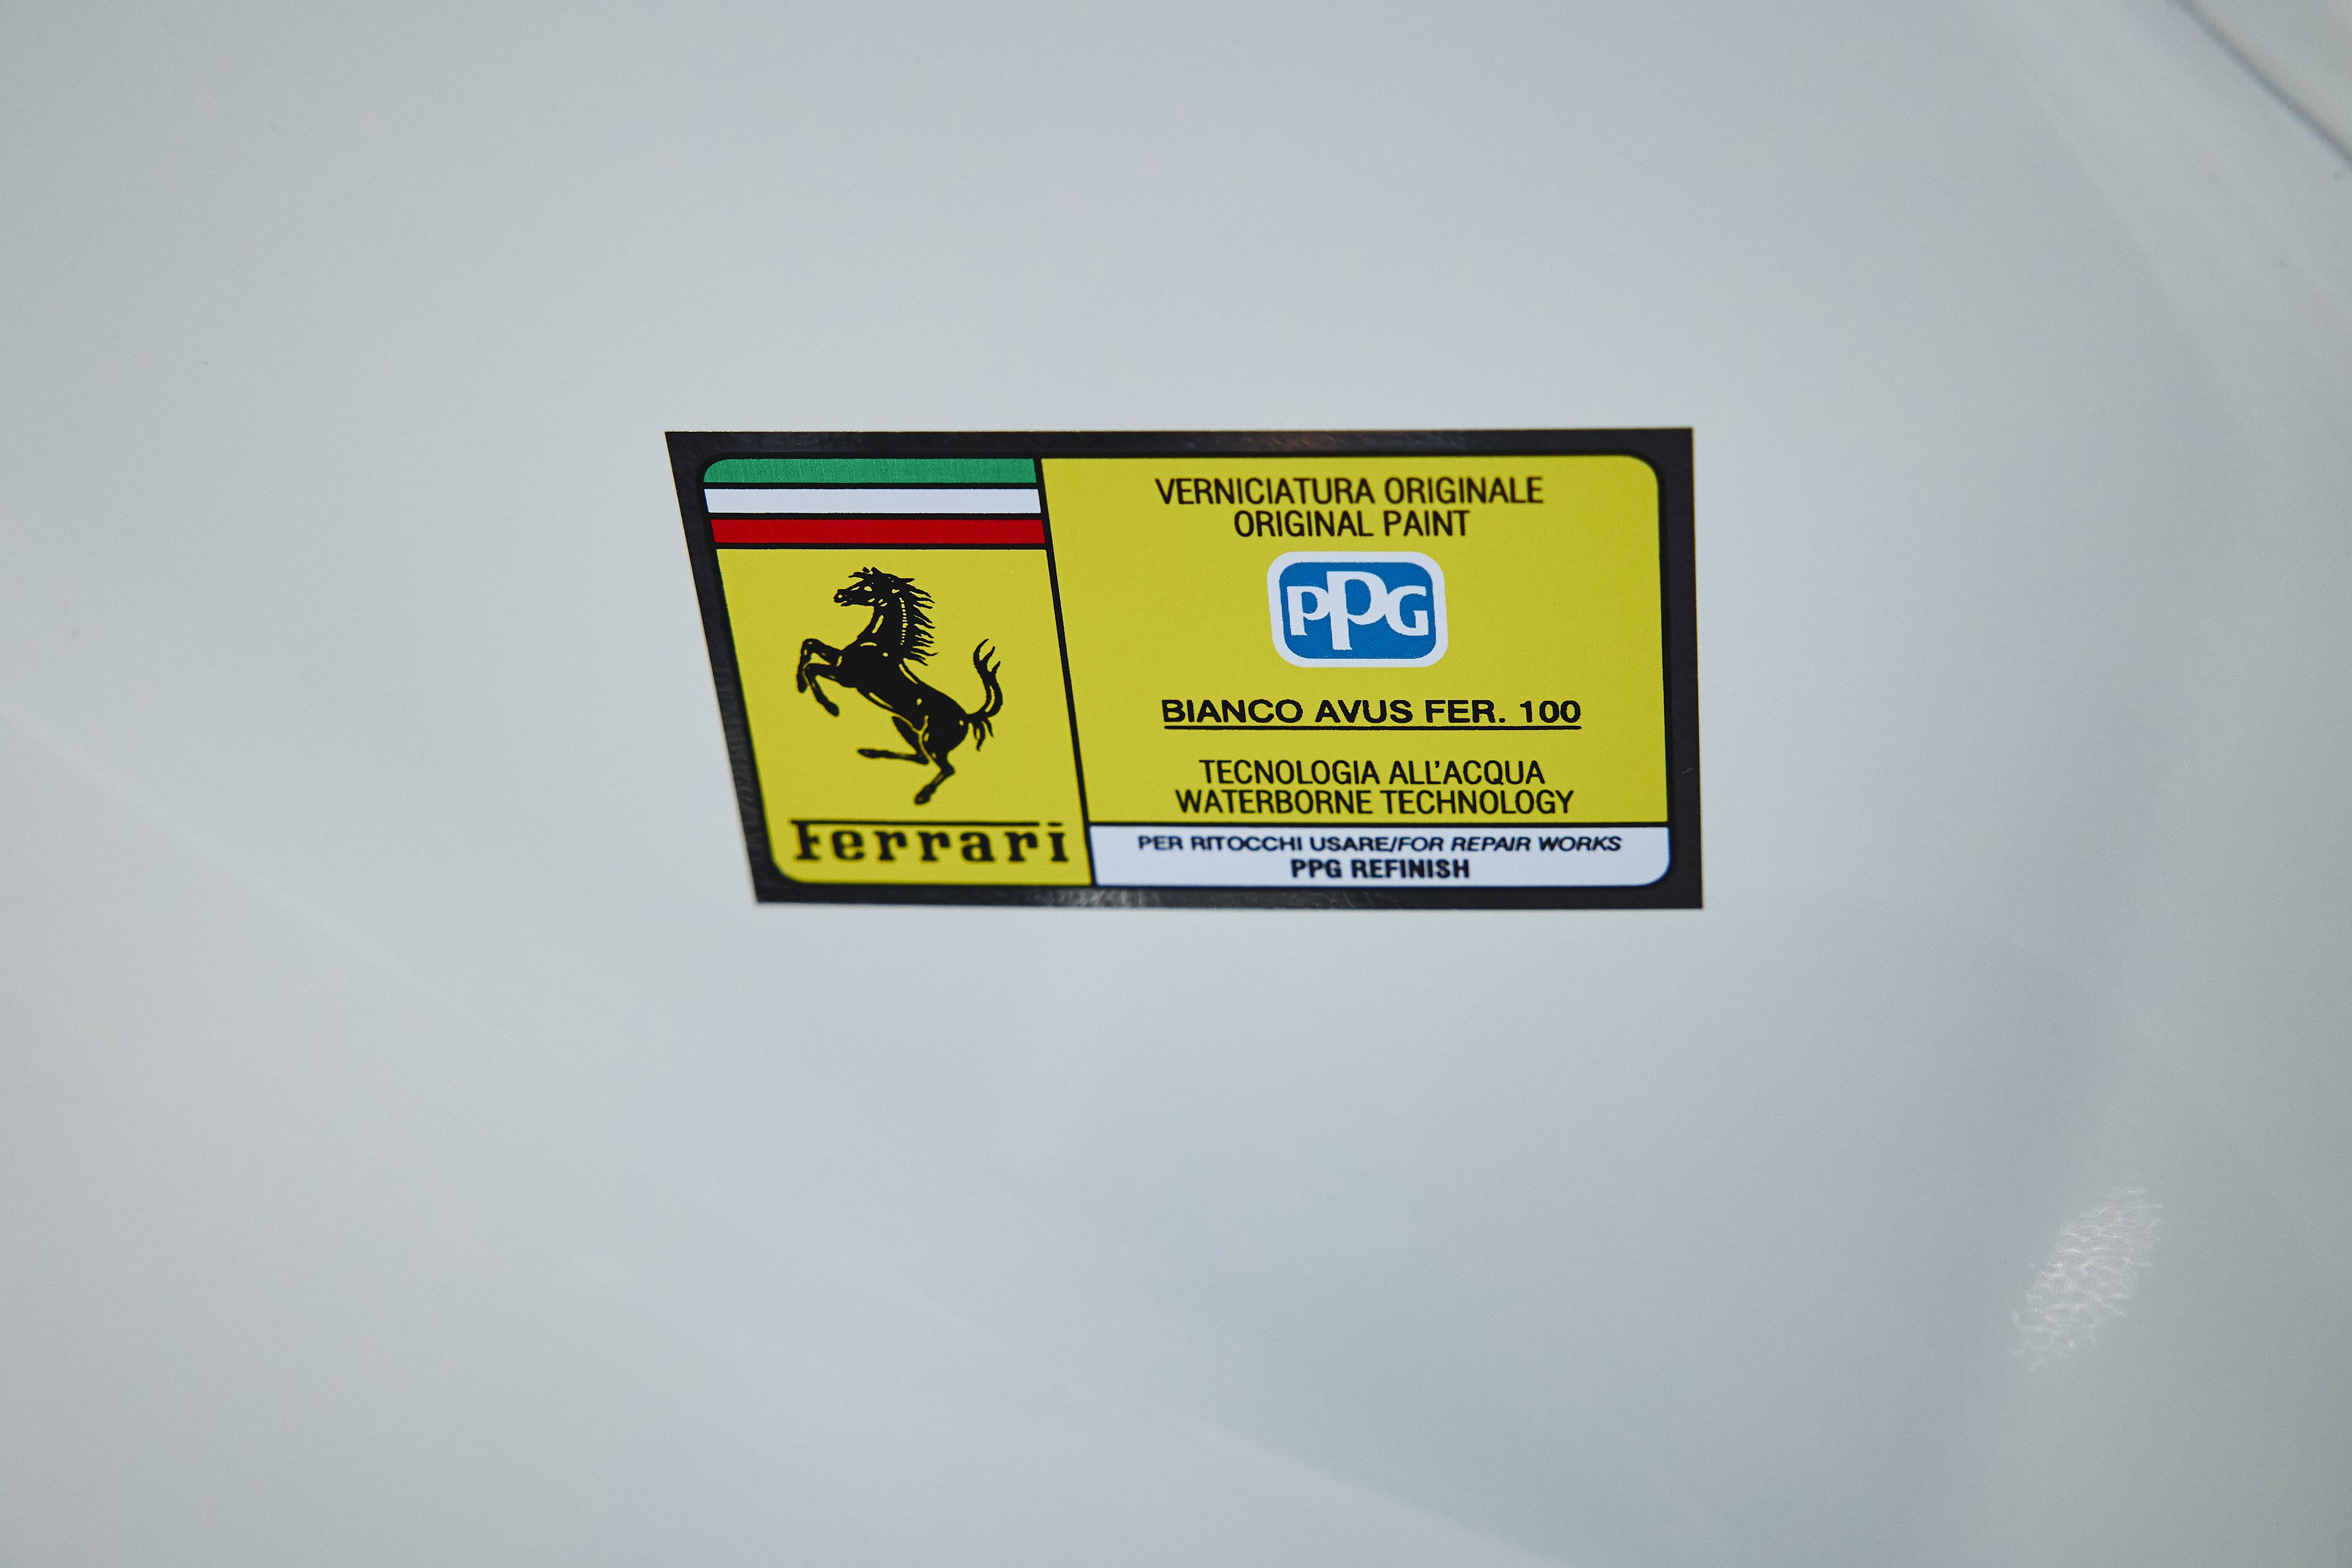 Ferrari
VERNICIATURA ORIGINALE
ORIGINAL PAINT
PPG
BIANCO AVUS FER. 100
TECNOLOGIA ALL'ACQUA
WATERBORNE TECHNOLOGY
PER RITOCCHI USARE/FOR REPAIR WORKS
PPG REFINISH